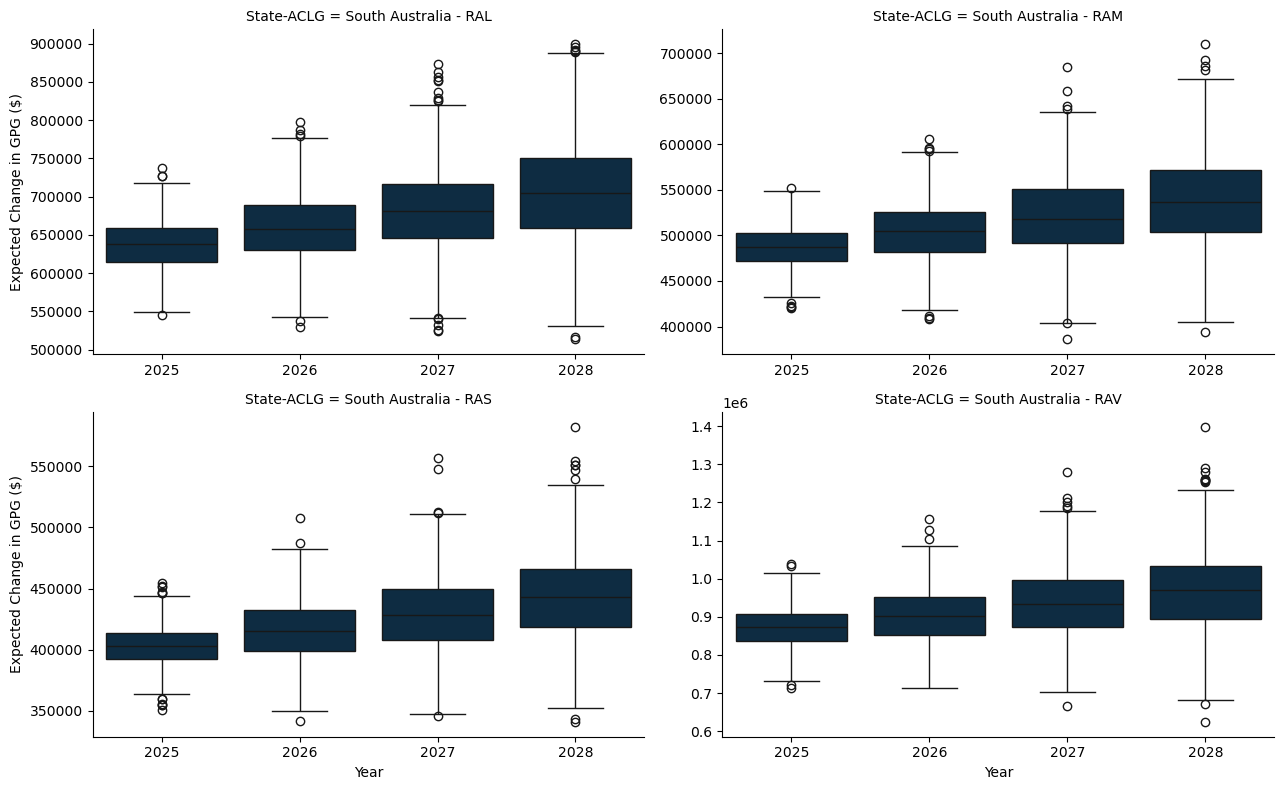 State-ACLG = South Australia - RAL
Expected Change in GPG ($)
900000
850000
800000
750000
700000
650000
600000
550000
500000
2025 2026 2027 2028
State-ACLG = South Australia - RAM
700000
650000
600000
550000
500000
450000
400000
2025 2026 2027 2028
State-ACLG = South Australia - RAS
Expected Change in GPG ($)
550000
500000
450000
400000
350000
2025 2026 2027 2028
Year
State-ACLG = South Australia - RAV
1e6
1.4
1.3
1.2
1.1
1.0
0.9
0.8
0.7
0.6
2025 2026 2027 2028
Year